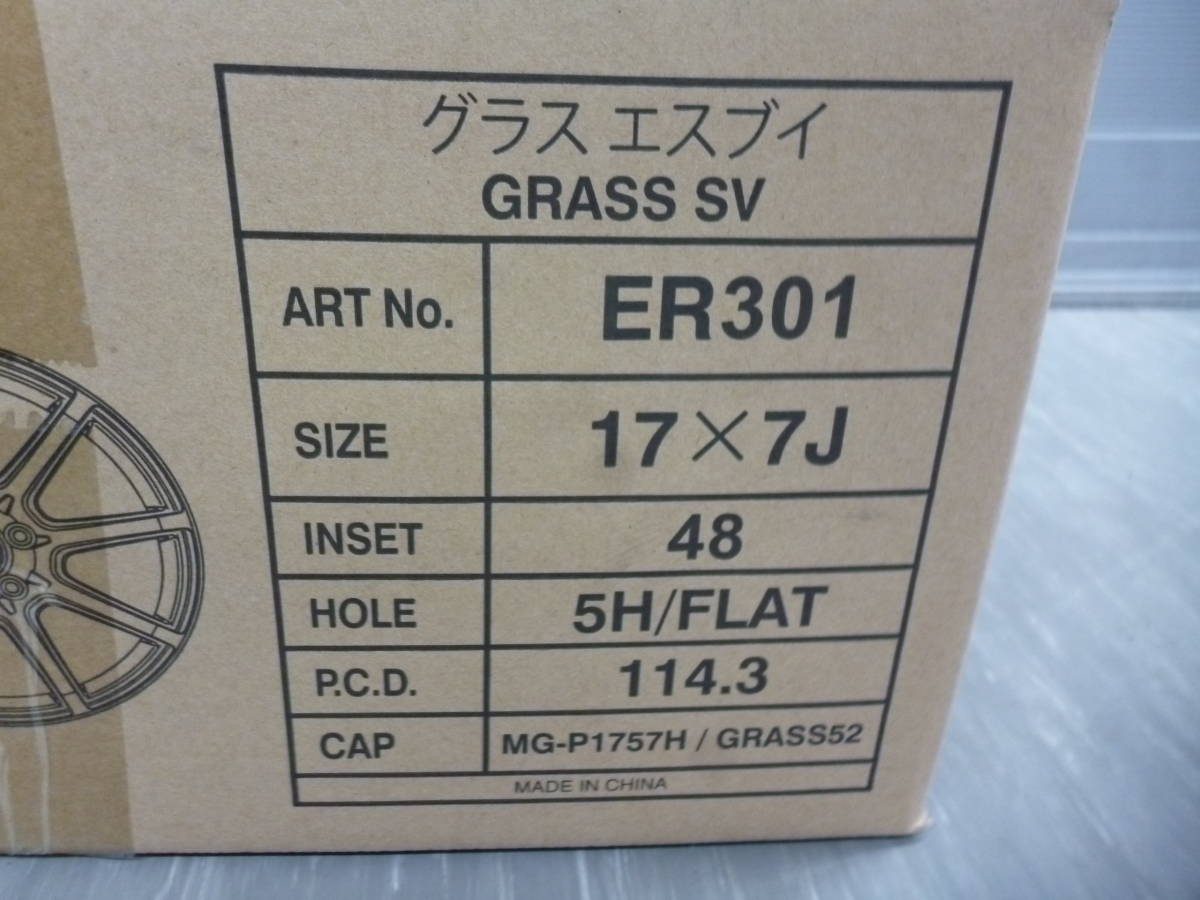 グラス エスブイ
GRASS SV
ART No. ER301
SIZE 17×7J
INSET 48
HOLE 5H/FLAT
P.C.D. 114.3
CAP MG-P1757H / GRASS52
MADE IN CHINA